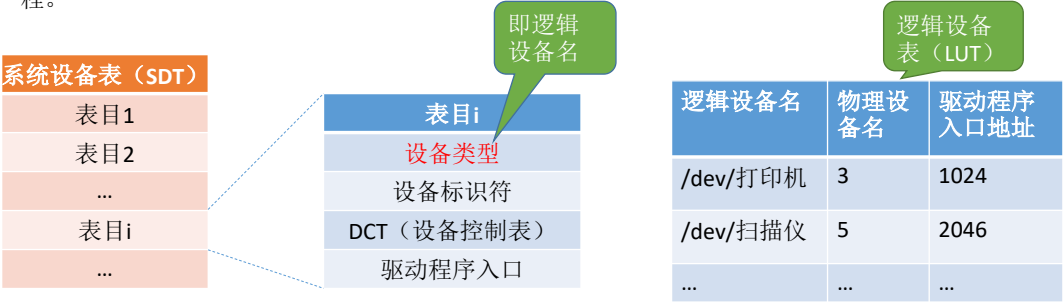 程。
即逻辑
设备名
逻辑设备
表（LUT）
系统设备表（SDT）
表目1
表目2
…
表目i
…
表目i
设备类型
设备标识符
DCT（设备控制表）
驱动程序入口
逻辑设备名 物理设备名 驱动程序入口地址
/dev/打印机 3 1024
/dev/扫描仪 5 2046
… … …